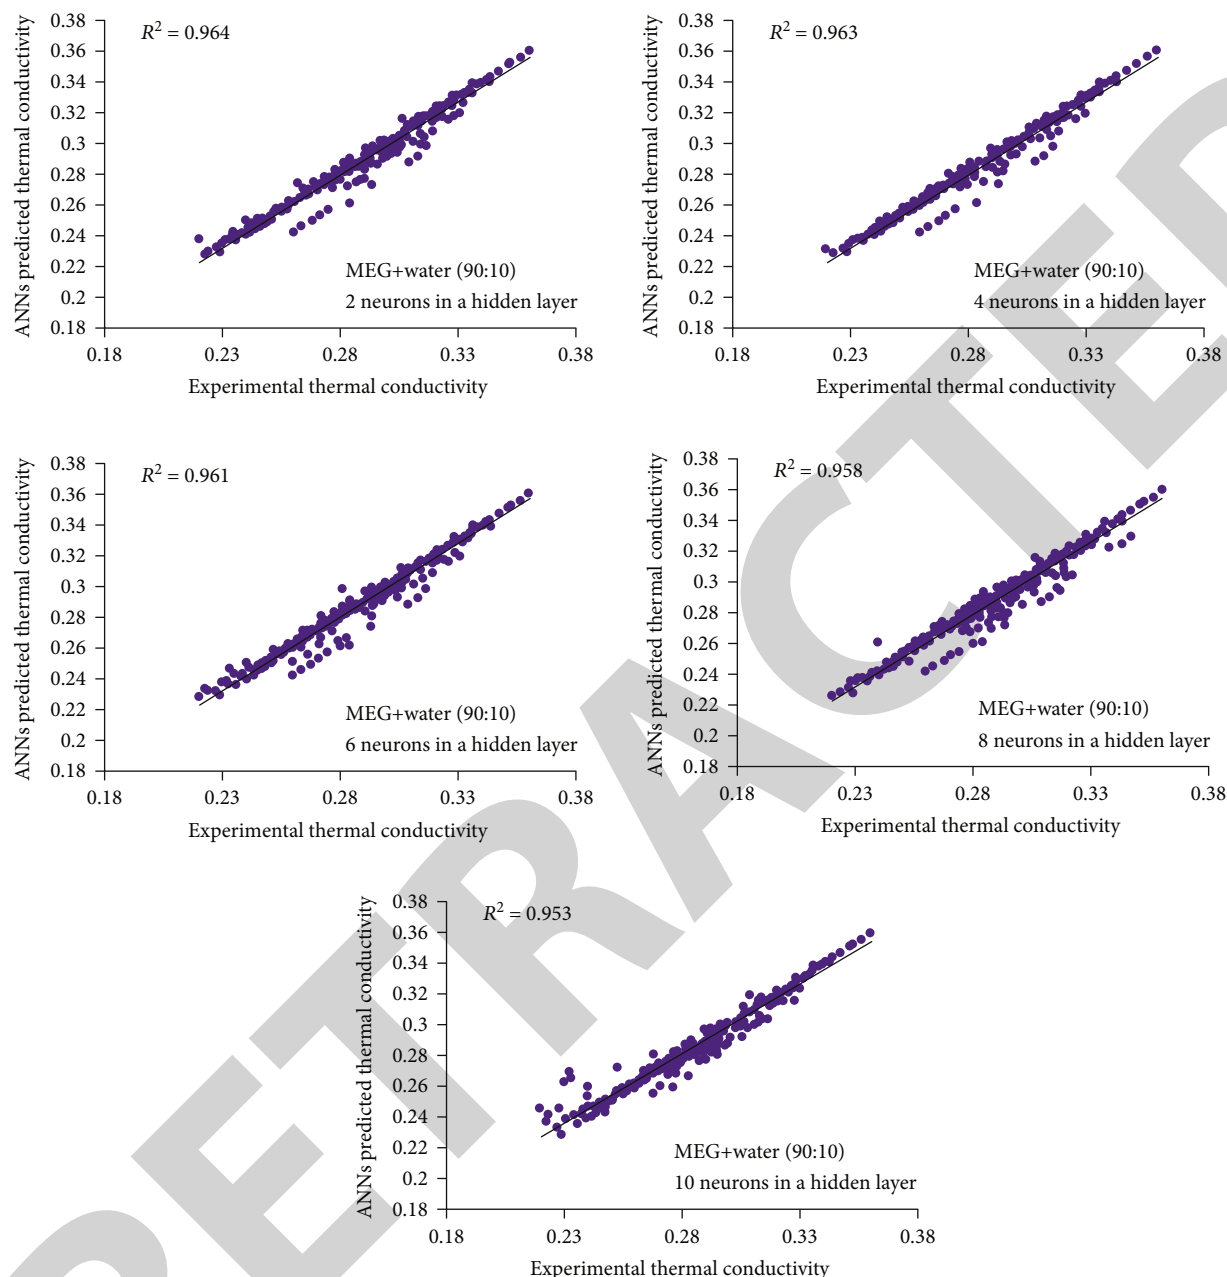 0.38
0.36
0.34
0.32
0.3
0.28
0.26
0.24
0.22
0.2
0.18
ANNs predicted thermal conductivity
R² = 0.964
MEG+water (90:10)
2 neurons in a hidden layer
0.18 0.23 0.28 0.33 0.38
Experimental thermal conductivity
0.38
0.36
0.34
0.32
0.3
0.28
0.26
0.24
0.22
0.2
0.18
ANNs predicted thermal conductivity
R² = 0.963
MEG+water (90:10)
4 neurons in a hidden layer
0.18 0.23 0.28 0.33 0.38
Experimental thermal conductivity
0.38
0.36
0.34
0.32
0.3
0.28
0.26
0.24
0.22
0.2
0.18
ANNs predicted thermal conductivity
R² = 0.961
MEG+water (90:10)
6 neurons in a hidden layer
0.18 0.23 0.28 0.33 0.38
Experimental thermal conductivity
0.38
0.36
0.34
0.32
0.3
0.28
0.26
0.24
0.22
0.2
0.18
ANNs predicted thermal conductivity
R² = 0.958
MEG+water (90:10)
8 neurons in a hidden layer
0.18 0.23 0.28 0.33 0.38
Experimental thermal conductivity
0.38
0.36
0.34
0.32
0.3
0.28
0.26
0.24
0.22
0.2
0.18
ANNs predicted thermal conductivity
R² = 0.953
MEG+water (90:10)
10 neurons in a hidden layer
0.18 0.23 0.28 0.33 0.38
Experimental thermal conductivity
RETRACTED